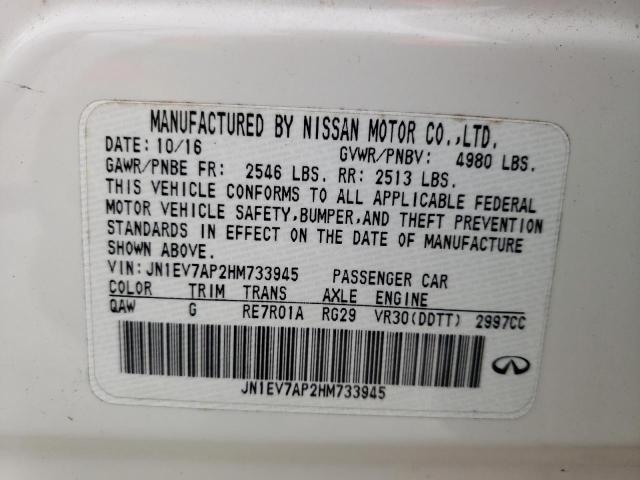 MANUFACTURED BY NISSAN MOTOR CO.,LTD.
DATE: 10/16 GVWR/PNBV: 4980 LBS.
GAWR/PNBE FR: 2546 LBS. RR: 2513 LBS.
THIS VEHICLE CONFORMS TO ALL APPLICABLE FEDERAL
MOTOR VEHICLE SAFETY,BUMPER,AND THEFT PREVENTION
STANDARDS IN EFFECT ON THE DATE OF MANUFACTURE
SHOWN ABOVE.
VIN:JN1EV7AP2HM733945 PASSENGER CAR
COLOR TRIM TRANS AXLE ENGINE
QAW G RE7R01A RG29 VR30(DDTT) 2997CC
JN1EV7AP2HM733945